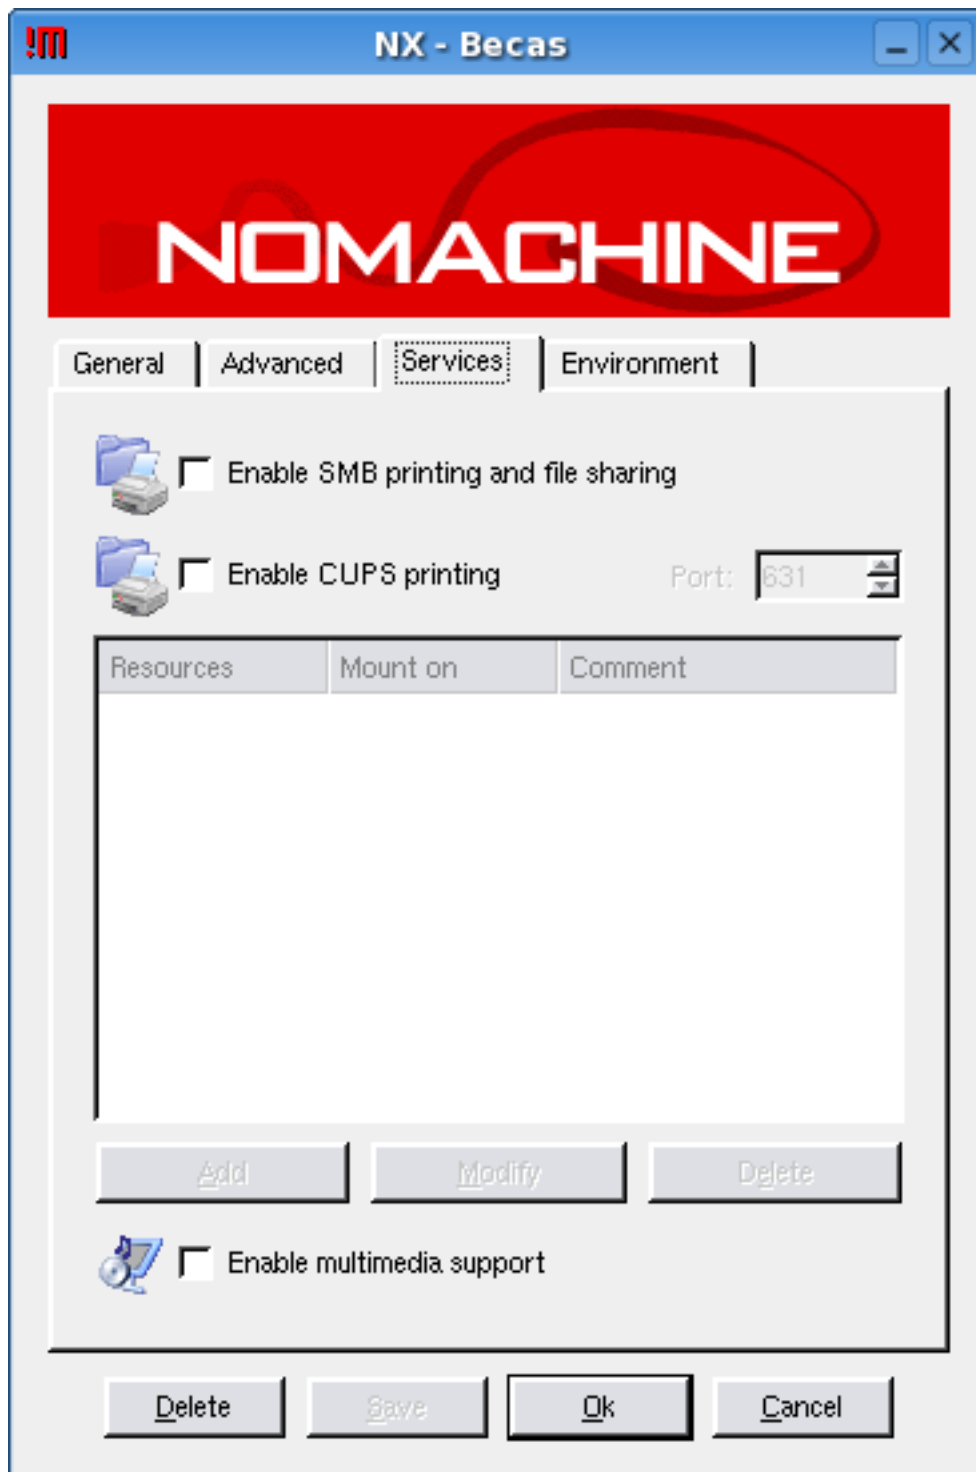 !M NX - Becas
NOMACHINE
General Advanced Services Environment
Enable SMB printing and file sharing
Enable CUPS printing Port: 631
Resources Mount on Comment
Add Modify Delete
Enable multimedia support
Delete Save Ok Cancel